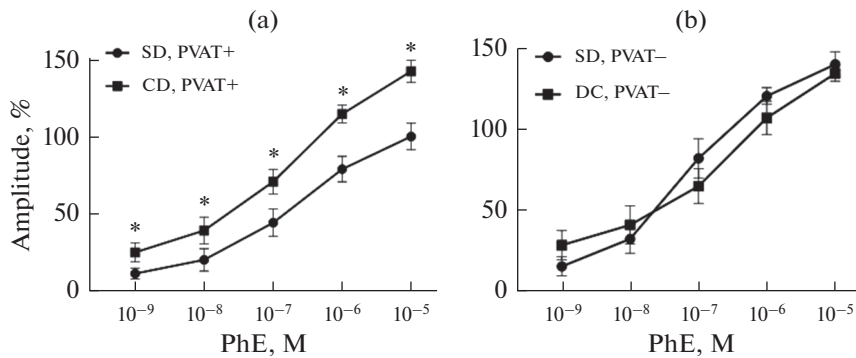 (a)
SD, PVAT+
CD, PVAT+
Amplitude, %
150
100
50
0
* * * * *
10⁻⁹ 10⁻⁸ 10⁻⁷ 10⁻⁶ 10⁻⁵
PhE, M
(b)
SD, PVAT–
DC, PVAT–
150
100
50
0
10⁻⁹ 10⁻⁸ 10⁻⁷ 10⁻⁶ 10⁻⁵
PhE, M